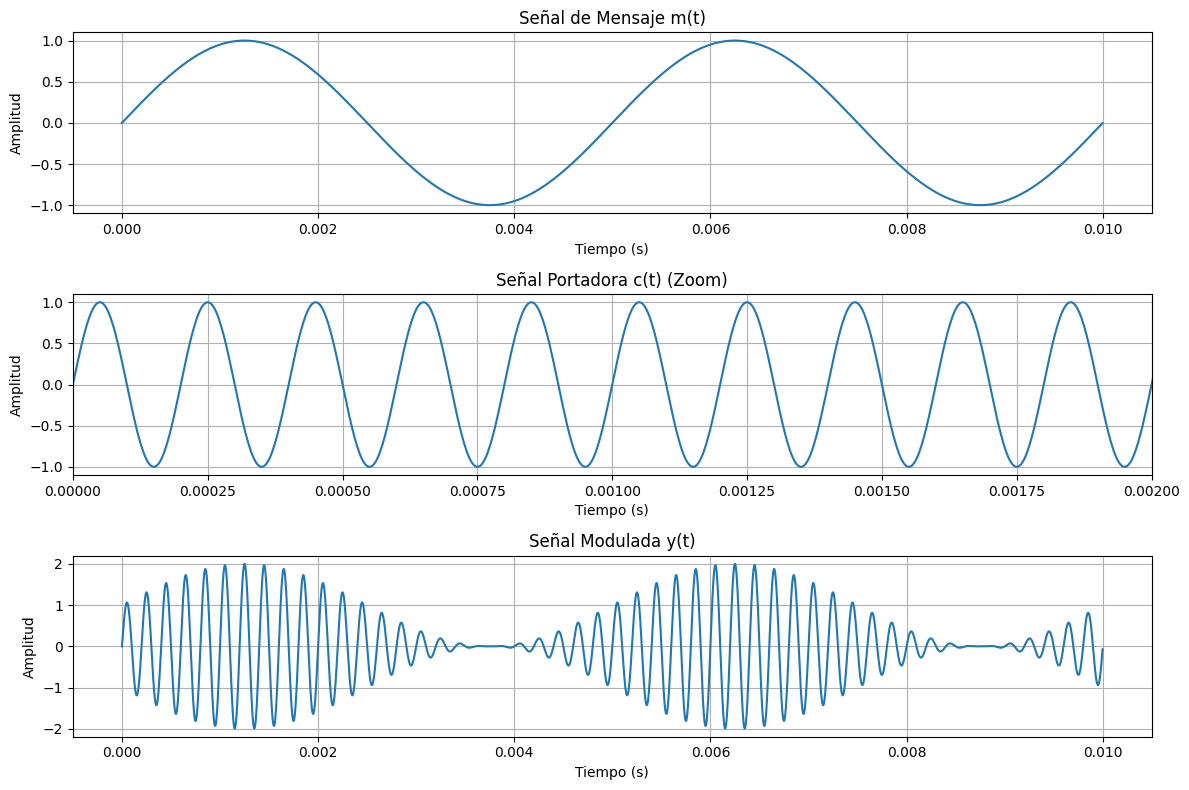 Señal de Mensaje m(t)
1.0
0.5
0.0
−0.5
−1.0
Amplitud
0.000 0.002 0.004 0.006 0.008 0.010
Tiempo (s)
Señal Portadora c(t) (Zoom)
1.0
0.5
0.0
−0.5
−1.0
Amplitud
0.00000 0.00025 0.00050 0.00075 0.00100 0.00125 0.00150 0.00175 0.00200
Tiempo (s)
Señal Modulada y(t)
2
1
0
−1
−2
Amplitud
0.000 0.002 0.004 0.006 0.008 0.010
Tiempo (s)